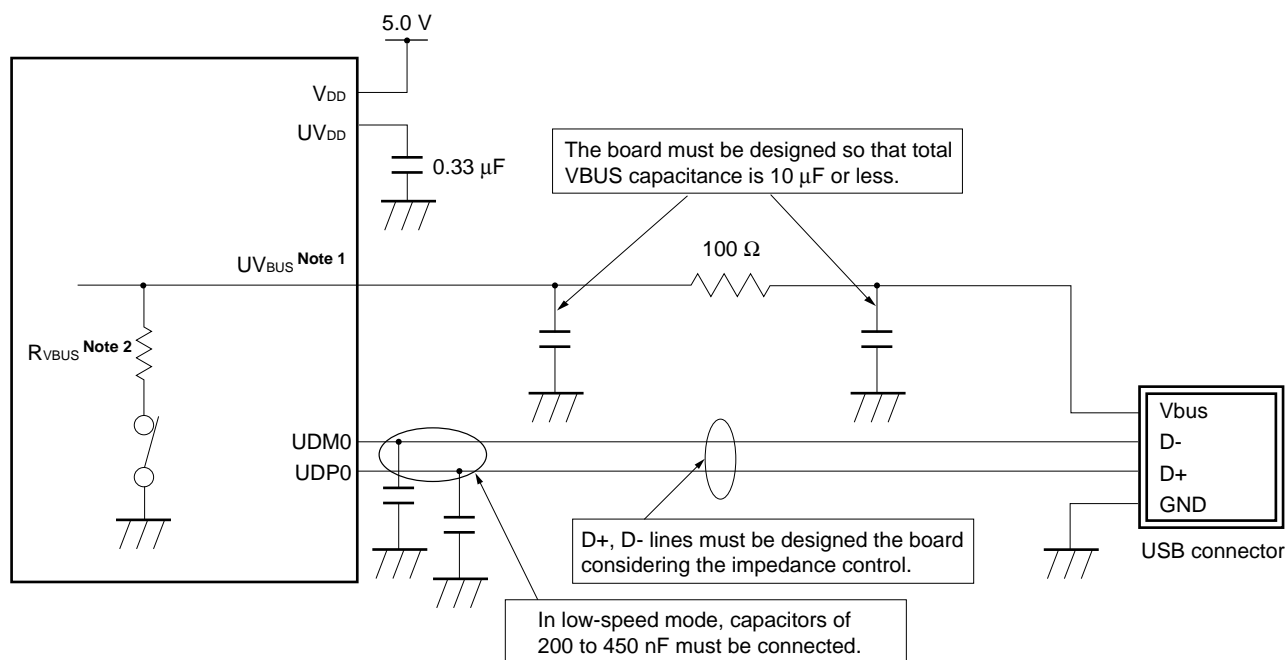 5.0 V
VDD
UVDD
0.33 μF
The board must be designed so that total
VBUS capacitance is 10 μF or less.
100 Ω
UVBUS Note 1
RVBUS Note 2
Vbus
UDM0
D-
UDP0
D+
GND
USB connector
D+, D- lines must be designed the board
considering the impedance control.
In low-speed mode, capacitors of
200 to 450 nF must be connected.